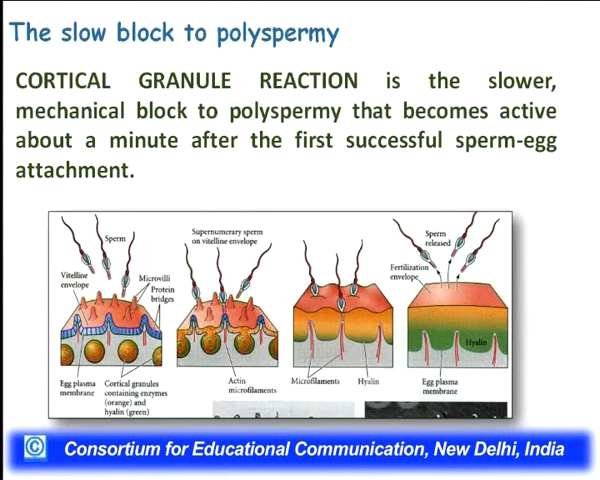 The slow block to polyspermy
CORTICAL GRANULE REACTION is the slower,
mechanical block to polyspermy that becomes active
about a minute after the first successful sperm-egg
attachment.
Sperm
Vitelline
envelope
Microvilli
Protein
bridges
Egg plasma
membrane
Cortical granules
containing enzymes
(orange) and
hyalin (green)
Supernumerary sperm
on vitelline envelope
Actin
microfilaments
Microfilaments
Hyalin
Sperm
released
Fertilization
envelope
Hyalin
Egg plasma
membrane
© Consortium for Educational Communication, New Delhi, India